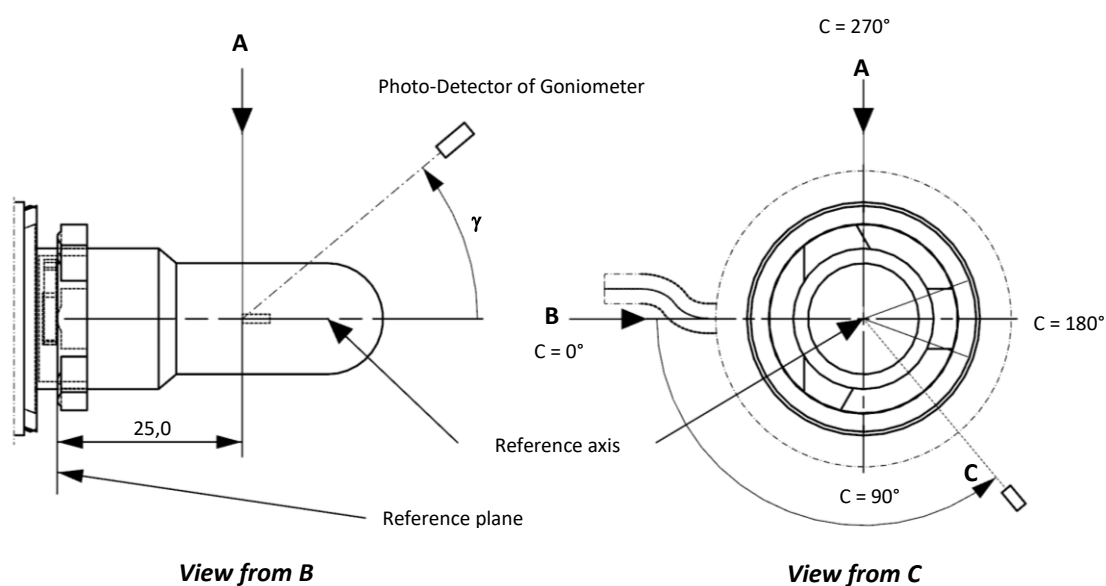 A
Photo-Detector of Goniometer
γ
25,0
Reference axis
Reference plane
View from B
C = 270°
A
B
C = 0°
C = 180°
C
C = 90°
View from C